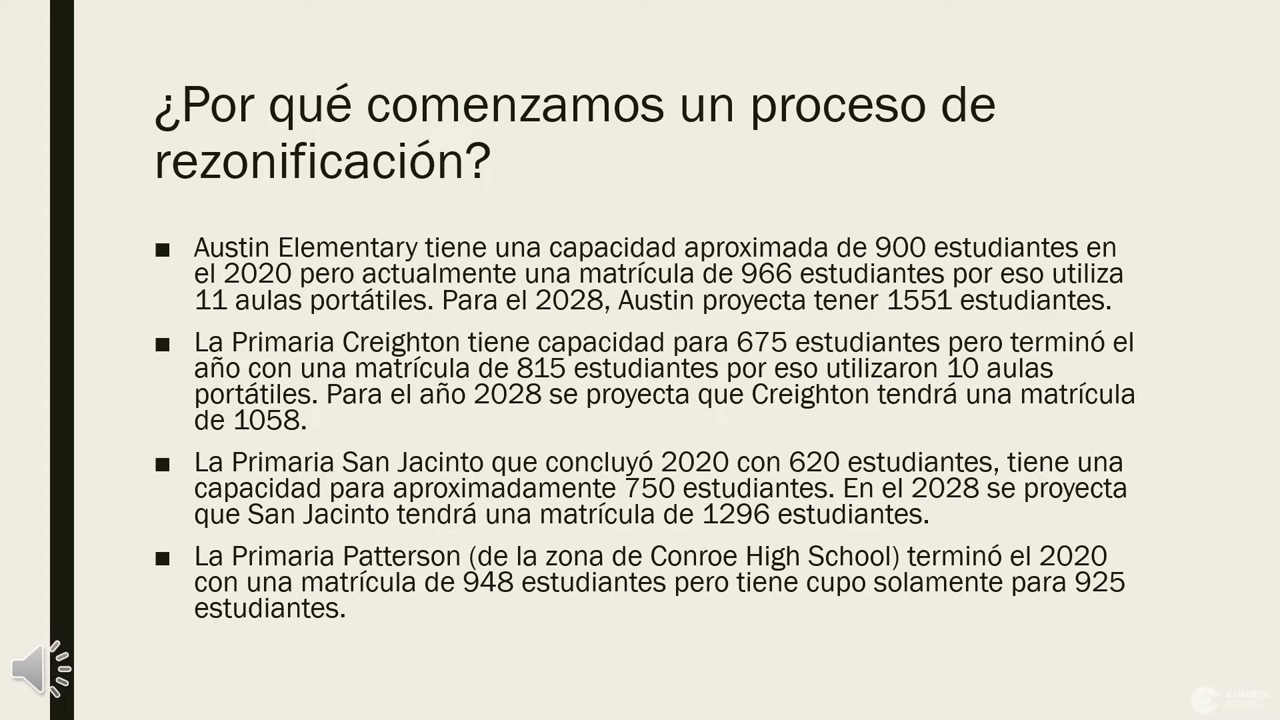 ¿Por qué comenzamos un proceso de
rezonificación?
■ Austin Elementary tiene una capacidad aproximada de 900 estudiantes en
el 2020 pero actualmente una matrícula de 966 estudiantes por eso utiliza
11 aulas portátiles. Para el 2028, Austin proyecta tener 1551 estudiantes.
■ La Primaria Creighton tiene capacidad para 675 estudiantes pero terminó el
año con una matrícula de 815 estudiantes por eso utilizaron 10 aulas
portátiles. Para el año 2028 se proyecta que Creighton tendrá una matrícula
de 1058.
■ La Primaria San Jacinto que concluyó 2020 con 620 estudiantes, tiene una
capacidad para aproximadamente 750 estudiantes. En el 2028 se proyecta
que San Jacinto tendrá una matrícula de 1296 estudiantes.
■ La Primaria Patterson (de la zona de Conroe High School) terminó el 2020
con una matrícula de 948 estudiantes pero tiene cupo solamente para 925
estudiantes.
CONROE